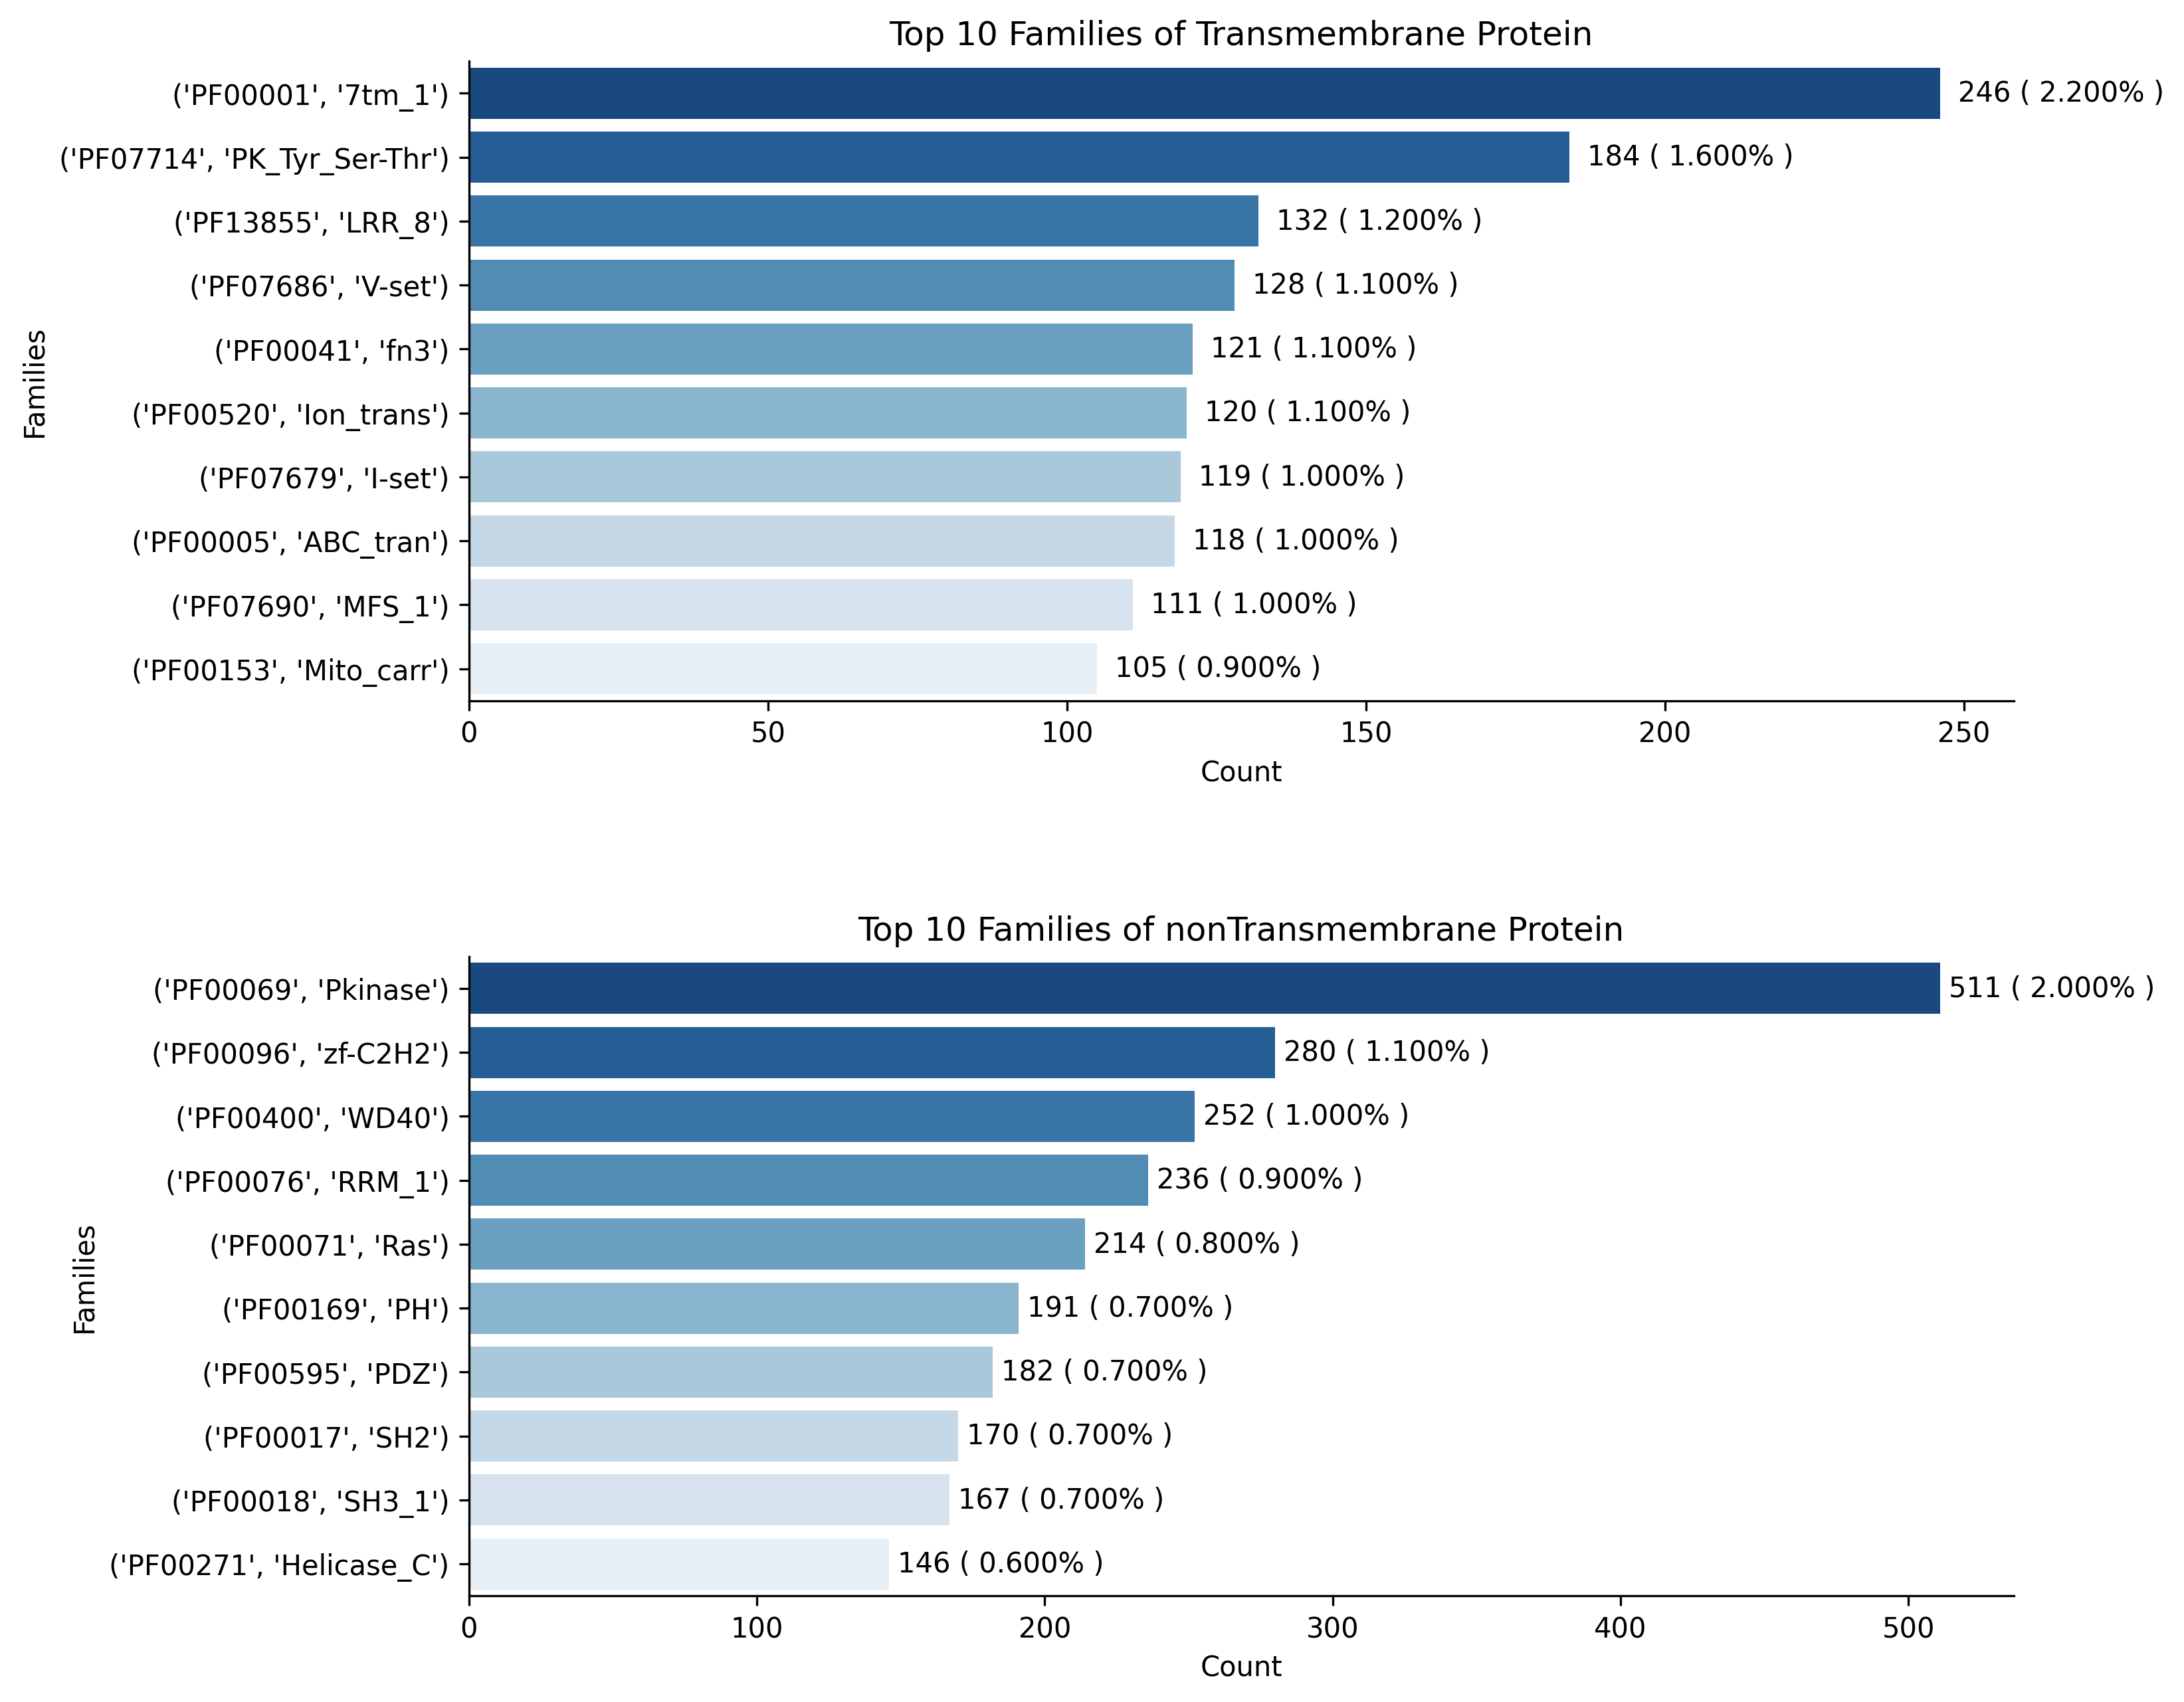 Top 10 Families of Transmembrane Protein
Families
('PF00001', '7tm_1') 246 ( 2.200% )
('PF07714', 'PK_Tyr_Ser-Thr') 184 ( 1.600% )
('PF13855', 'LRR_8') 132 ( 1.200% )
('PF07686', 'V-set') 128 ( 1.100% )
('PF00041', 'fn3') 121 ( 1.100% )
('PF00520', 'Ion_trans') 120 ( 1.100% )
('PF07679', 'I-set') 119 ( 1.000% )
('PF00005', 'ABC_tran') 118 ( 1.000% )
('PF07690', 'MFS_1') 111 ( 1.000% )
('PF00153', 'Mito_carr') 105 ( 0.900% )
0 50 100 150 200 250
Count
Top 10 Families of nonTransmembrane Protein
Families
('PF00069', 'Pkinase') 511 ( 2.000% )
('PF00096', 'zf-C2H2') 280 ( 1.100% )
('PF00400', 'WD40') 252 ( 1.000% )
('PF00076', 'RRM_1') 236 ( 0.900% )
('PF00071', 'Ras') 214 ( 0.800% )
('PF00169', 'PH') 191 ( 0.700% )
('PF00595', 'PDZ') 182 ( 0.700% )
('PF00017', 'SH2') 170 ( 0.700% )
('PF00018', 'SH3_1') 167 ( 0.700% )
('PF00271', 'Helicase_C') 146 ( 0.600% )
0 100 200 300 400 500
Count